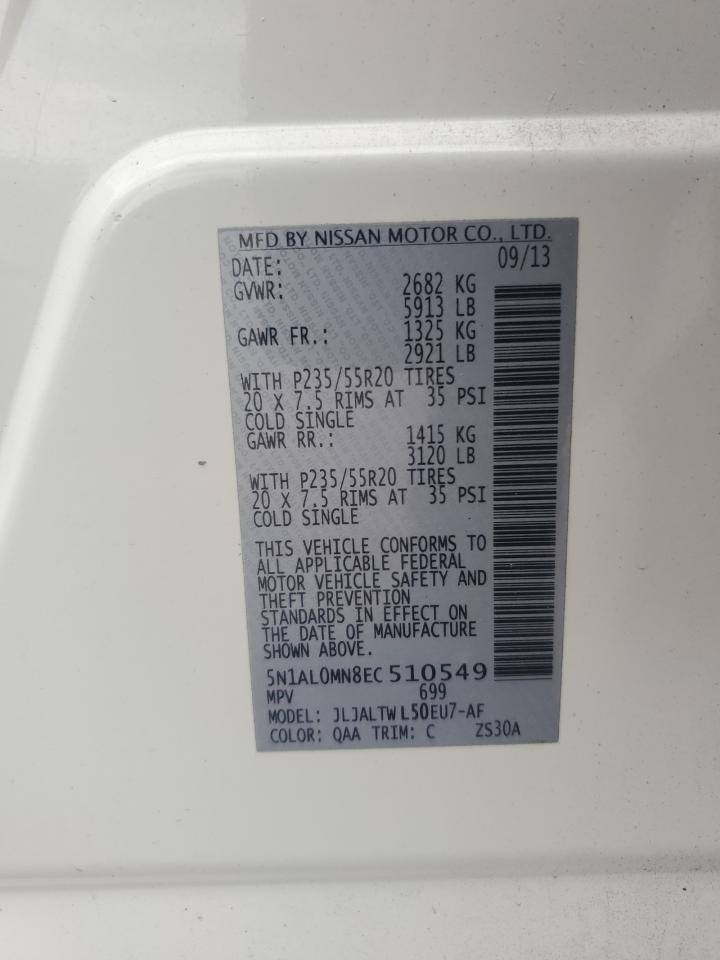 MFD BY NISSAN MOTOR CO., LTD.
DATE: 09/13
GVWR: 2682 KG
5913 LB
GAWR FR.: 1325 KG
2921 LB
WITH P235/55R20 TIRES
20 X 7.5 RIMS AT 35 PSI
COLD SINGLE
GAWR RR.: 1415 KG
3120 LB
WITH P235/55R20 TIRES
20 X 7.5 RIMS AT 35 PSI
COLD SINGLE
THIS VEHICLE CONFORMS TO
ALL APPLICABLE FEDERAL
MOTOR VEHICLE SAFETY AND
THEFT PREVENTION
STANDARDS IN EFFECT ON
THE DATE OF MANUFACTURE
SHOWN ABOVE.
5N1AL0MN8EC 510549
MPV 699
MODEL: JLJALTWL50EU7-AF
COLOR: QAA TRIM: C ZS30A